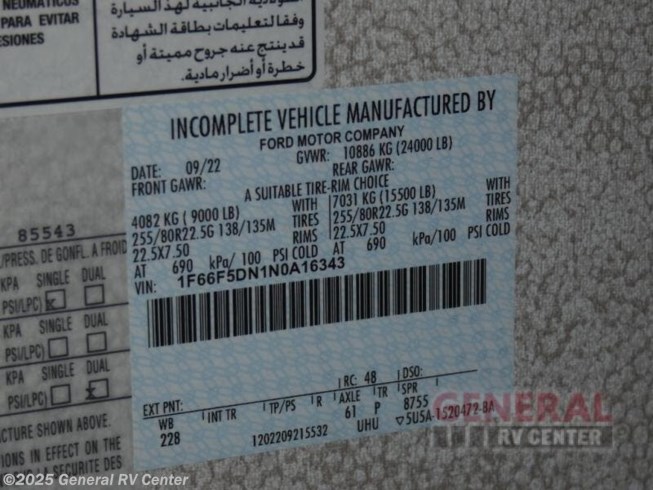 NEUMÁTICOS
PARA EVITAR
ESIONES
وفقا لتعليمات بطاقة الشهادة
قد ينتج عنه جروح مميتة أو
خطرة أو أضرار مادية.
INCOMPLETE VEHICLE MANUFACTURED BY
FORD MOTOR COMPANY
DATE: 09/22 GVWR: 10886 KG (24000 LB)
FRONT GAWR: REAR GAWR:
A SUITABLE TIRE-RIM CHOICE
4082 KG ( 9000 LB) WITH 7031 KG (15500 LB) WITH
255/80R22.5G 138/135M TIRES 255/80R22.5G 138/135M TIRES
22.5X7.50 RIMS 22.5X7.50 RIMS
AT 690 kPa/100 PSI COLD AT 690 kPa/100 PSI COLD
VIN: 1F66F5DN1N0A16343
85543
/PRESS. DE GONFL. A FROID
KPA SINGLE DUAL
PSI/LPC) X
KPA SINGLE DUAL
PSI/LPC)
KPA SINGLE DUAL
PSI/LPC) X
CTURE SHOWN ABOVE.
IONS IN EFFECT ON THE
LA SECURITE DES
EXT PNT: RC: 48 DSO:
WB INT TR TP/PS R AXLE SPR
228 61 P 8755
1202209215532 UHU ▽5U5A-1520472-BA
GENERAL
RV CENTER
©2025 General RV Center